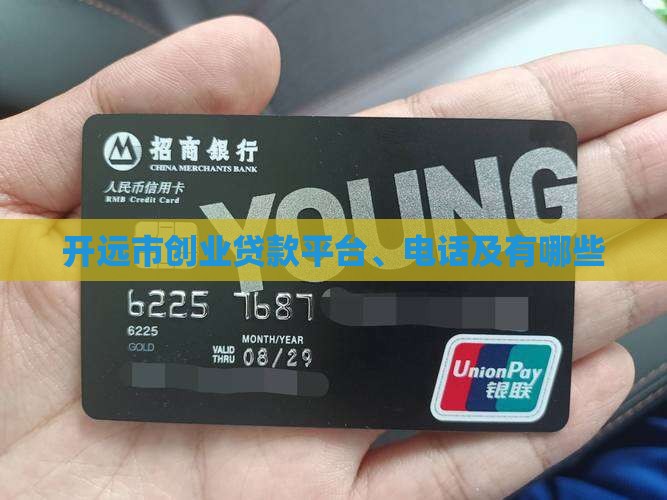 招商银行
CHINA MERCHANTS BANK
人民币信用卡
RMB Credit Card
YOUNG
开远市创业贷款平台、电话及有哪些
6225 7687
6225
GOLD
MONTH/YEAR
VALID THRU 08/29
UnionPay
银联